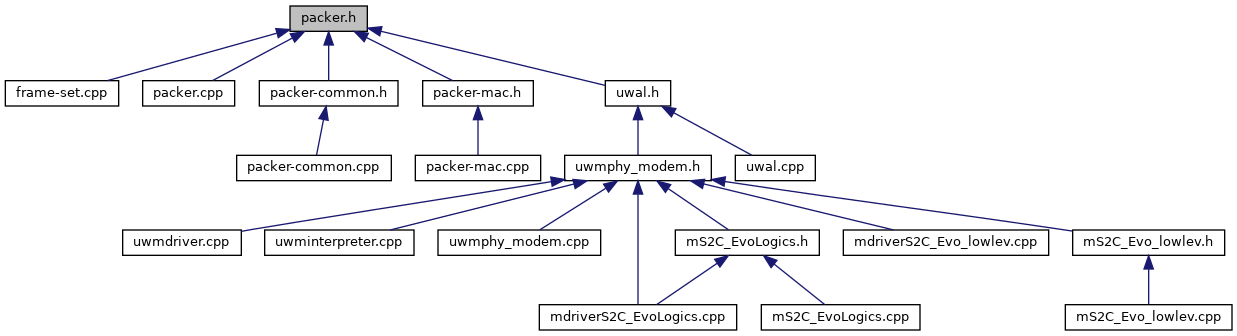 packer.h
frame-set.cpp
packer.cpp
packer-common.h
packer-mac.h
uwal.h
packer-common.cpp
packer-mac.cpp
uwmphy_modem.h
uwal.cpp
uwmdriver.cpp
uwminterpreter.cpp
uwmphy_modem.cpp
mS2C_EvoLogics.h
mdriverS2C_Evo_lowlev.cpp
mS2C_Evo_lowlev.h
mdriverS2C_EvoLogics.cpp
mS2C_EvoLogics.cpp
mS2C_Evo_lowlev.cpp